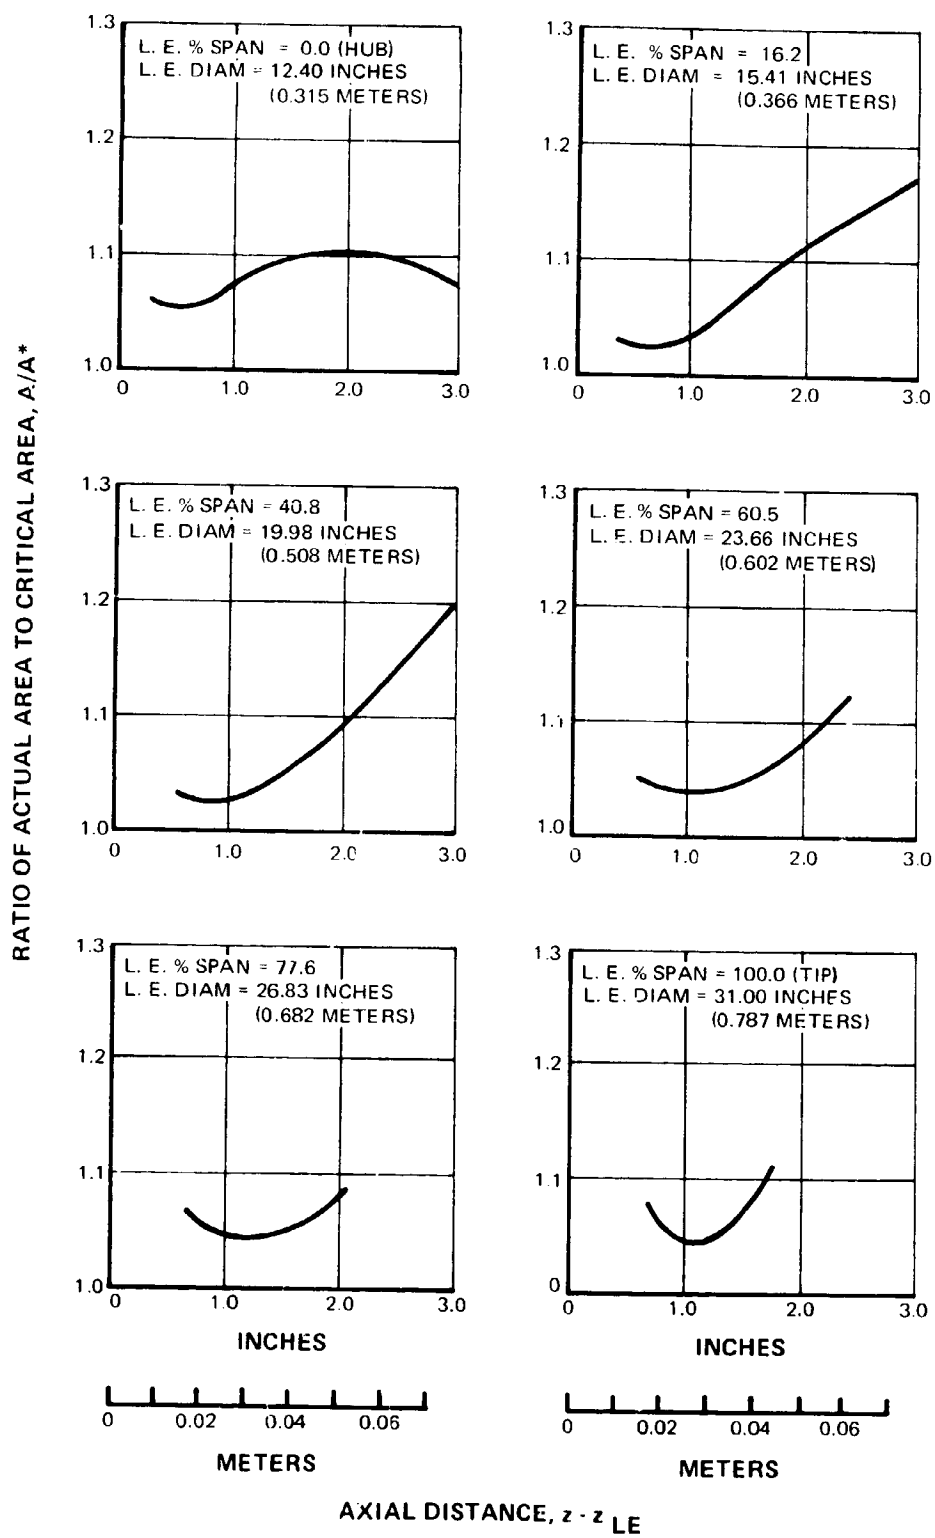 RATIO OF ACTUAL AREA TO CRITICAL AREA, A/A*
1.3
L. E. % SPAN = 0.0 (HUB)
L. E. DIAM = 12.40 INCHES
(0.315 METERS)
1.2
1.1
1.0
0 1.0 2.0 3.0
1.3
L. E. % SPAN = 16.2
L. E. DIAM = 15.41 INCHES
(0.366 METERS)
1.2
1.1
1.0
0 1.0 2.0 3.0
1.3
L. E. % SPAN = 40.8
L. E. DIAM = 19.98 INCHES
(0.508 METERS)
1.2
1.1
1.0
0 1.0 2.0 3.0
1.3
L. E. % SPAN = 60.5
L. E. DIAM = 23.66 INCHES
(0.602 METERS)
1.2
1.1
1.0
0 1.0 2.0 3.0
1.3
L. E. % SPAN = 77.6
L. E. DIAM = 26.83 INCHES
(0.682 METERS)
1.2
1.1
1.0
0 1.0 2.0 3.0
INCHES
0 0.02 0.04 0.06
METERS
1.3
L. E. % SPAN = 100.0 (TIP)
L. E. DIAM = 31.00 INCHES
(0.787 METERS)
1.2
1.1
0
0 1.0 2.0 3.0
INCHES
0 0.02 0.04 0.06
METERS
AXIAL DISTANCE, z - z LE